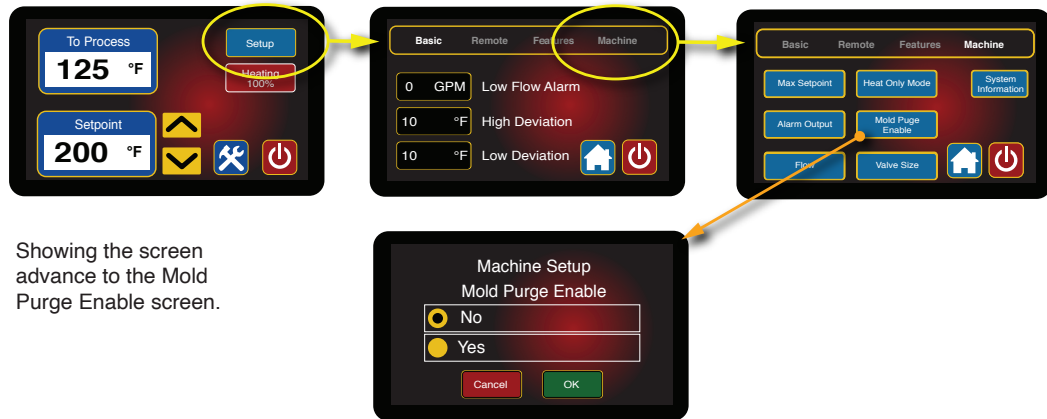 To Process
125 °F
Setup
Heating
100%
Setpoint
200 °F
Basic Remote Features Machine
0 GPM Low Flow Alarm
10 °F High Deviation
10 °F Low Deviation
Basic Remote Features Machine
Max Setpoint Heat Only Mode System
Information
Alarm Output Mold Puge
Enable
Flow Valve Size
Showing the screen
advance to the Mold
Purge Enable screen.
Machine Setup
Mold Purge Enable
No
Yes
Cancel OK